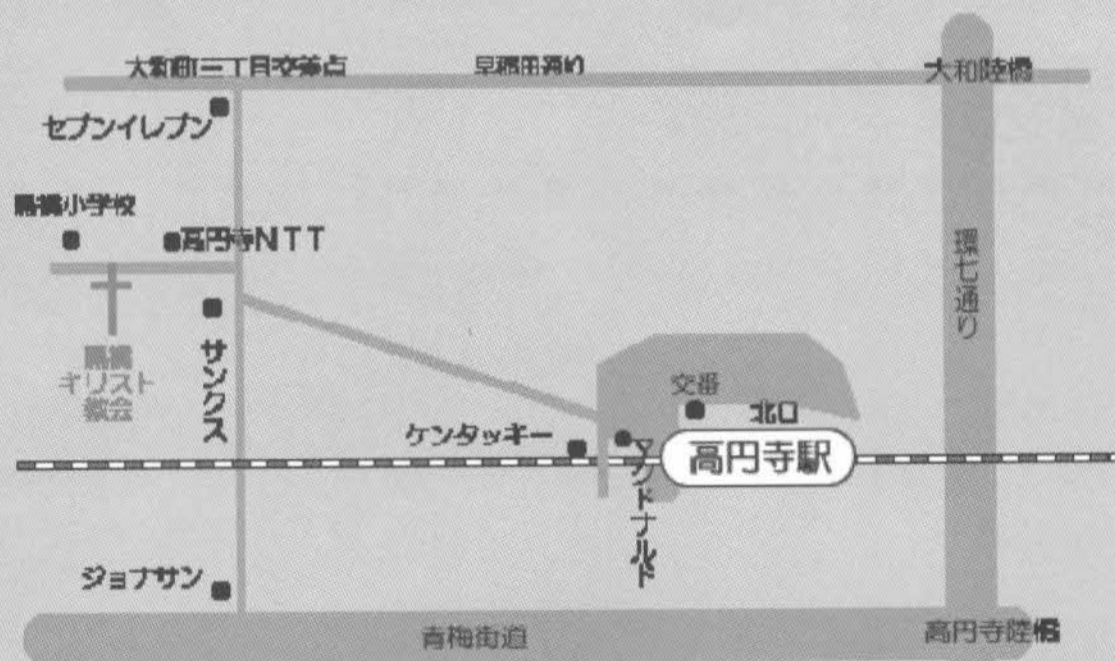 大和町三丁目交差点
早稲田通り
大和陸橋
セブンイレブン
馬橋小学校
高円寺NTT
環七通り
サンクス
馬橋
キリスト
教会
交番
北口
ケンタッキー
マクドナルド
高円寺駅
ジョナサン
青梅街道
高円寺陸橋